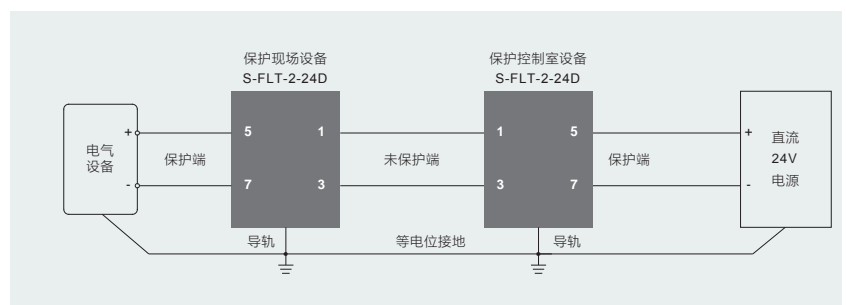 保护现场设备
S-FLT-2-24D
保护控制室设备
S-FLT-2-24D
电气
设备
+
-
保护端
5
7
1
3
未保护端
1
3
5
7
保护端
+
-
直流
24V
电源
导轨
等电位接地
导轨